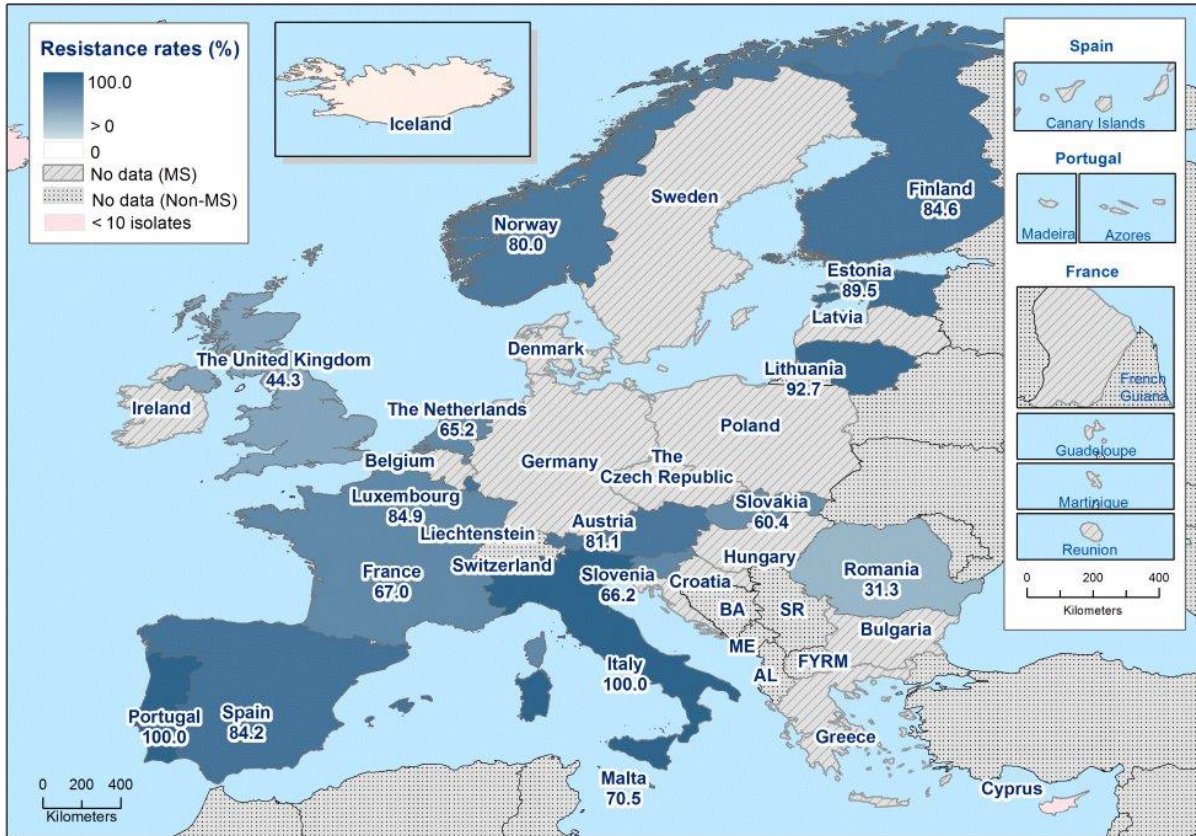 Resistance rates (%)
100.0
> 0
0
No data (MS)
No data (Non-MS)
< 10 isolates
Iceland
Spain
Canary Islands
Portugal
Madeira
Azores
France
French
Guiana
Guadeloupe
Martinique
Reunion
0 200 400
Kilometers
Sweden
Finland
84.6
Norway
80.0
Estonia
89.5
Latvia
Denmark
The United Kingdom
44.3
Lithuania
92.7
Ireland
The Netherlands
65.2
Poland
Belgium
Germany
The
Czech Republic
Luxembourg
84.9
Slovakia
60.4
Liechtenstein
Austria
81.1
Hungary
Switzerland
France
67.0
Slovenia
66.2
Croatia
Romania
31.3
BA
SR
Bulgaria
ME
FYRM
AL
Italy
100.0
Portugal
100.0
Spain
84.2
Greece
Malta
70.5
Cyprus
0 200 400
Kilometers